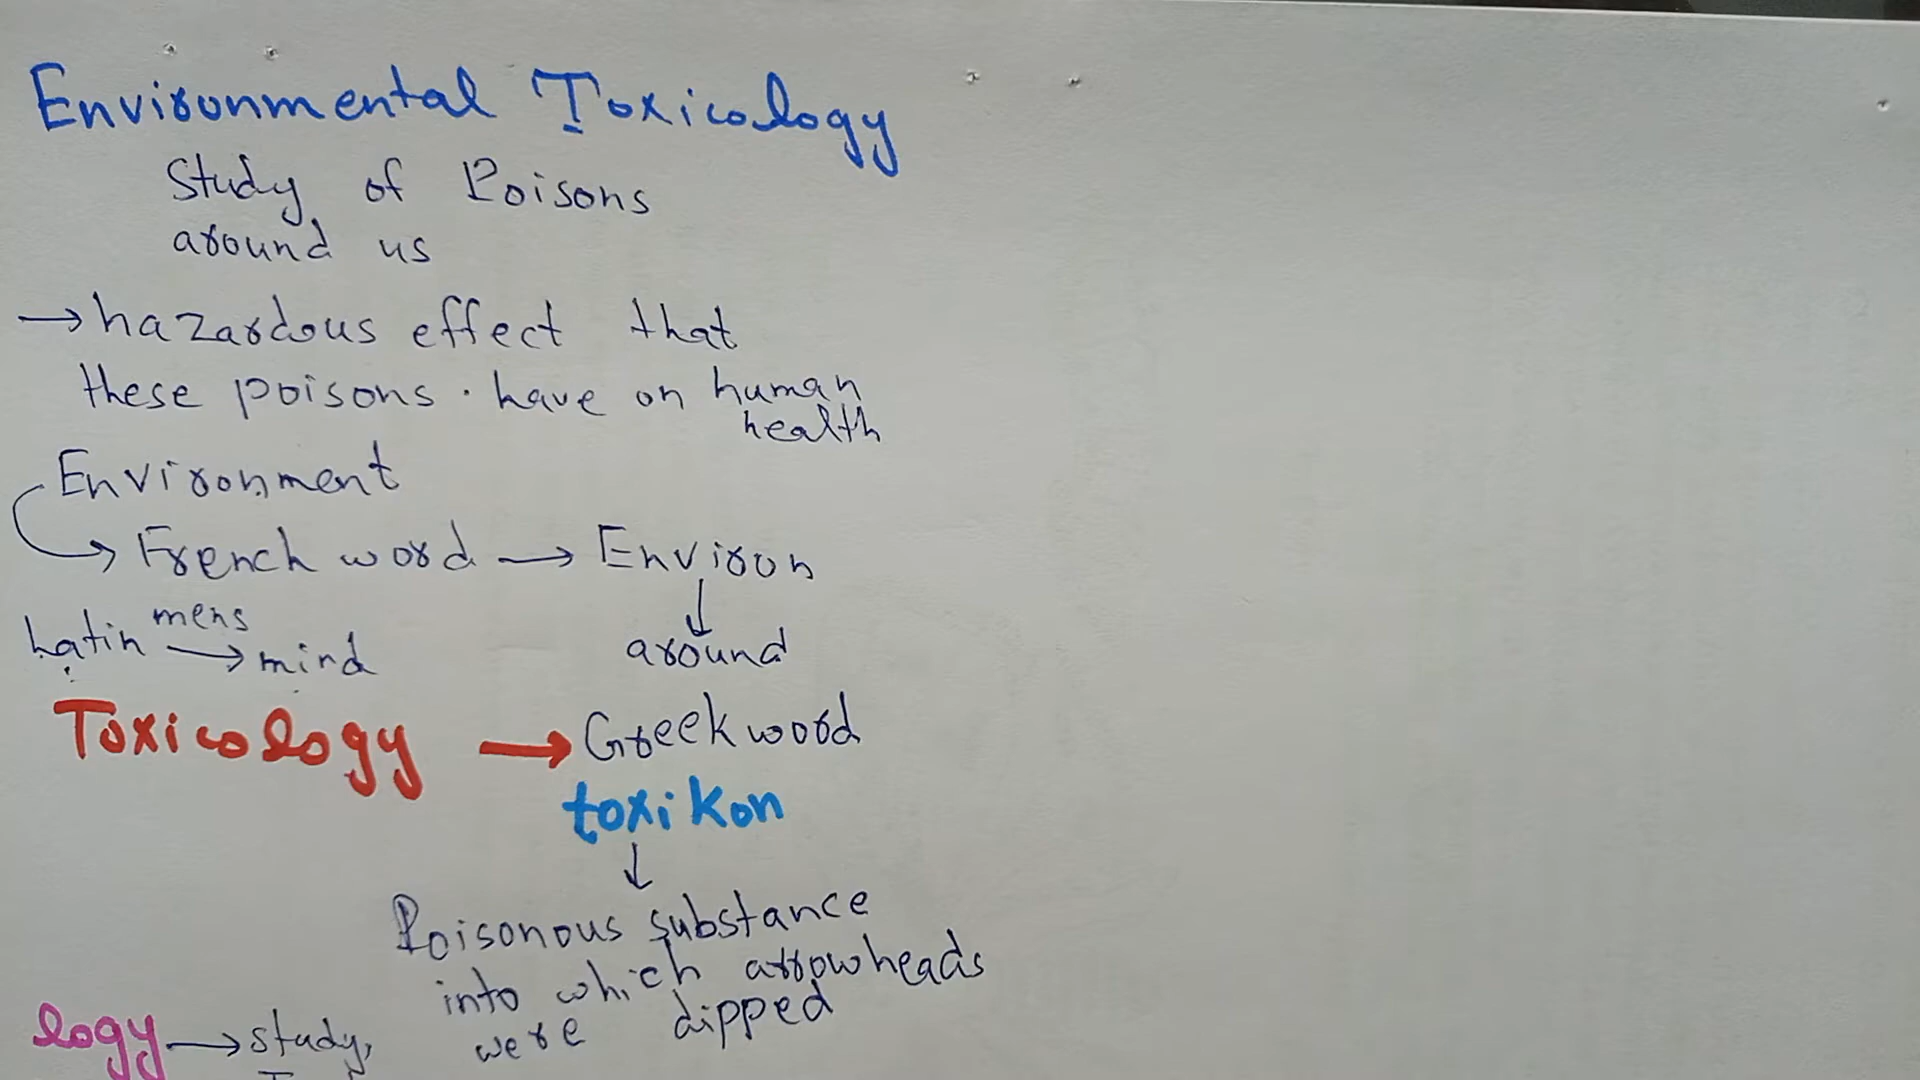 Environmental Toxicology
Study of Poisons
around us
→ hazardous effect that
these poisons . have on human
health
Environment
French word → Environ
around
Latin mens → mind
Toxicology → Greek word
toxikon
Poisonous substance
into which arrowheads
were dipped
logy → study,